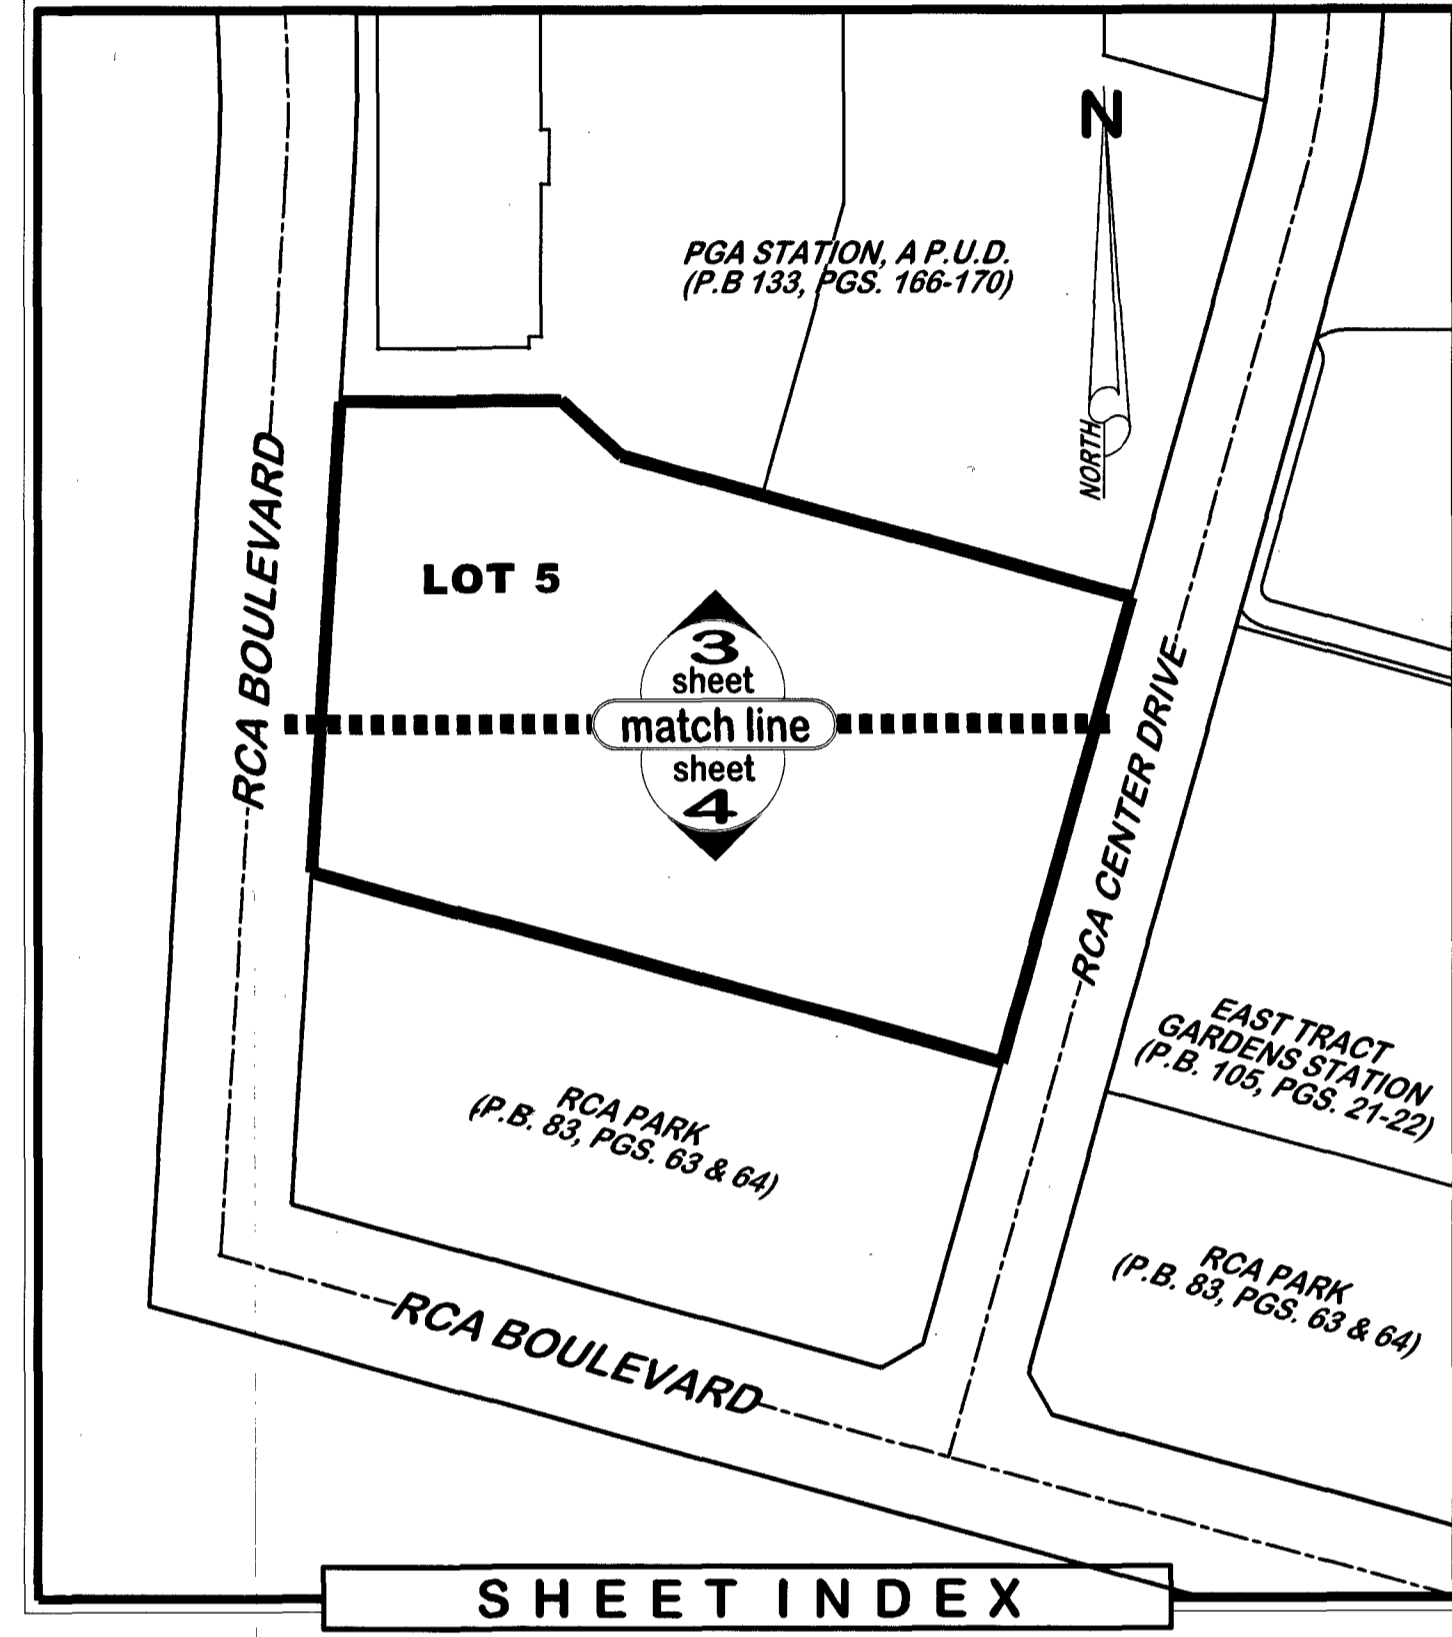 N
PGA STATION, A P.U.D.
(P.B 133, PGS. 166-170)
NORTH
RCA BOULEVARD
LOT 5
3
sheet
match line
sheet
4
RCA CENTER DRIVE
EAST TRACT
GARDENS STATION
(P.B. 105, PGS. 21-22)
RCA PARK
(P.B. 83, PGS. 63 & 64)
RCA PARK
(P.B. 83, PGS. 63 & 64)
RCA BOULEVARD
SHEET INDEX